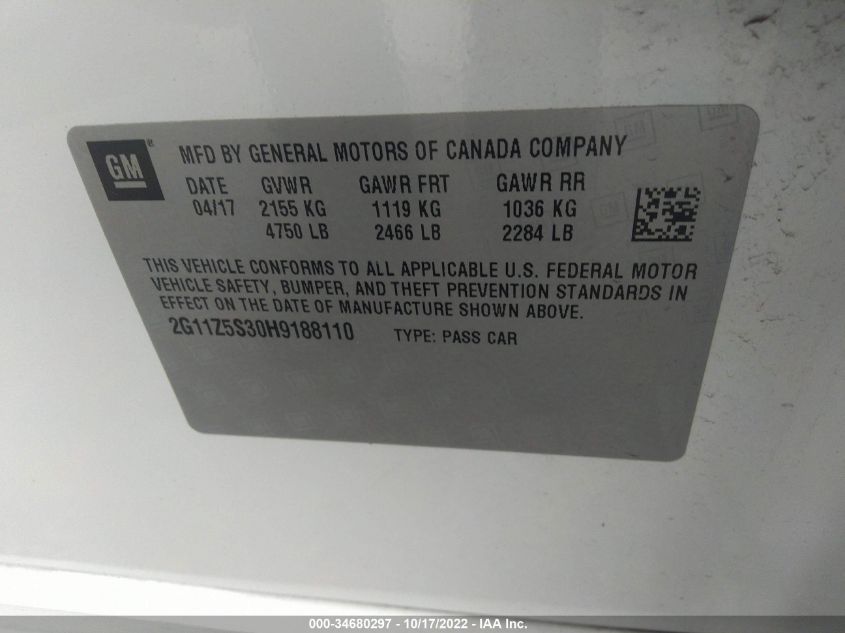 GM ®
MFD BY GENERAL MOTORS OF CANADA COMPANY
DATE GVWR GAWR FRT GAWR RR
04/17 2155 KG 1119 KG 1036 KG
4750 LB 2466 LB 2284 LB
THIS VEHICLE CONFORMS TO ALL APPLICABLE U.S. FEDERAL MOTOR
VEHICLE SAFETY, BUMPER, AND THEFT PREVENTION STANDARDS IN
EFFECT ON THE DATE OF MANUFACTURE SHOWN ABOVE.
2G11Z5S30H9188110 TYPE: PASS CAR
000-34680297 - 10/17/2022 - IAA Inc.